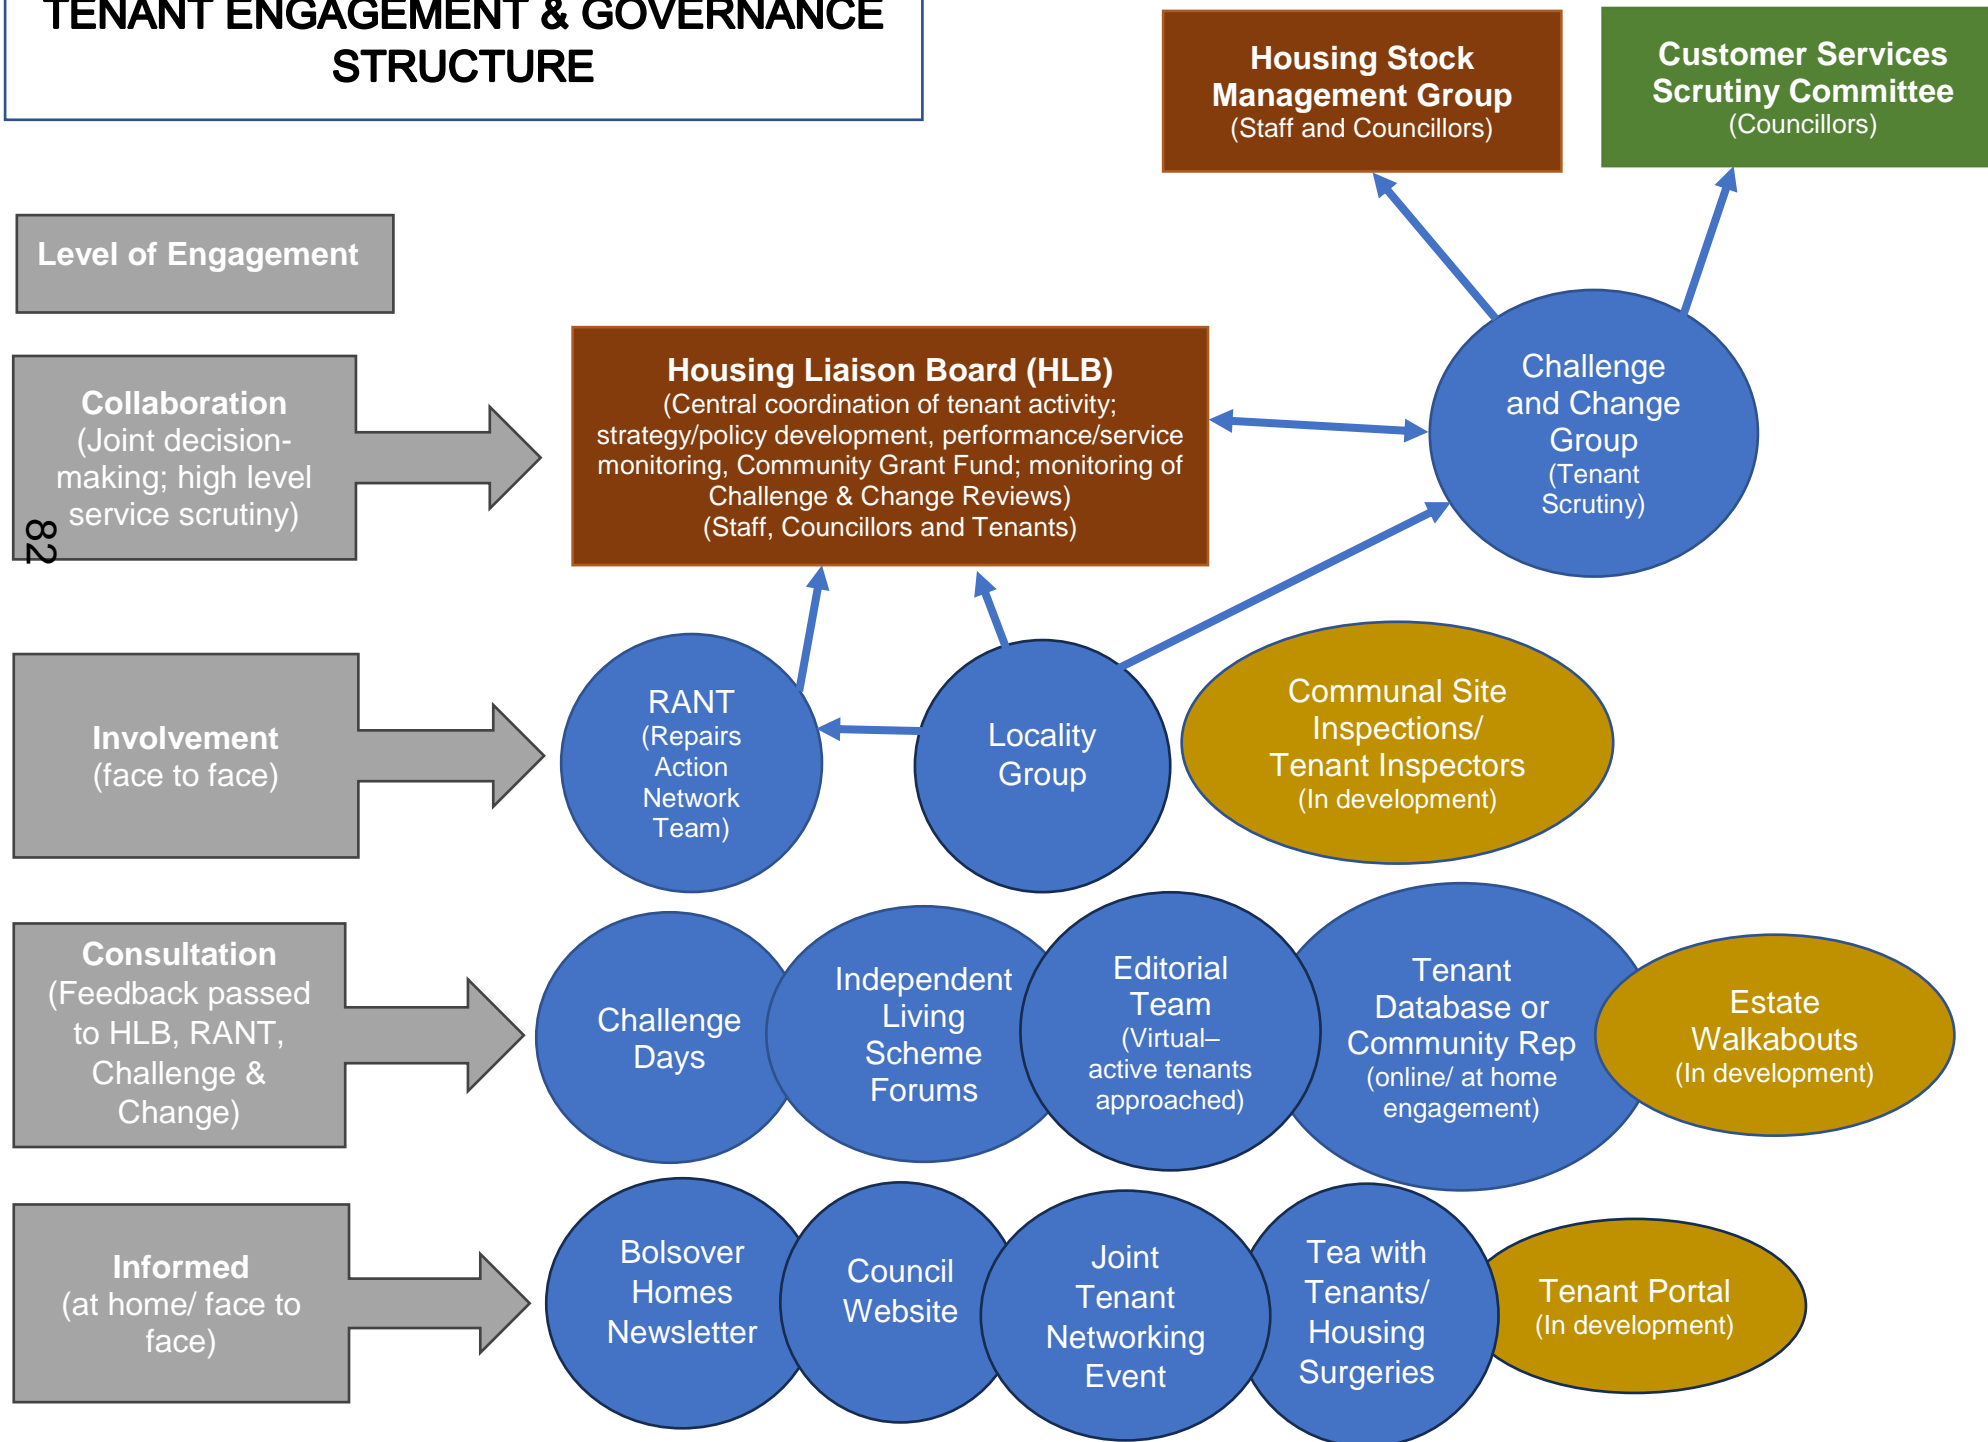 TENANT ENGAGEMENT & GOVERNANCE
STRUCTURE
Housing Stock
Management Group
(Staff and Councillors)
Customer Services
Scrutiny Committee
(Councillors)
Level of Engagement
Collaboration
(Joint decision-
making; high level
service scrutiny)
82
Housing Liaison Board (HLB)
(Central coordination of tenant activity;
strategy/policy development, performance/service
monitoring, Community Grant Fund; monitoring of
Challenge & Change Reviews)
(Staff, Councillors and Tenants)
Challenge
and Change
Group
(Tenant
Scrutiny)
Involvement
(face to face)
RANT
(Repairs
Action
Network
Team)
Locality
Group
Communal Site
Inspections/
Tenant Inspectors
(In development)
Consultation
(Feedback passed
to HLB, RANT,
Challenge &
Change)
Challenge
Days
Independent
Living
Scheme
Forums
Editorial
Team
(Virtual–
active tenants
approached)
Tenant
Database or
Community Rep
(online/ at home
engagement)
Estate
Walkabouts
(In development)
Informed
(at home/ face to
face)
Bolsover
Homes
Newsletter
Council
Website
Joint
Tenant
Networking
Event
Tea with
Tenants/
Housing
Surgeries
Tenant Portal
(In development)